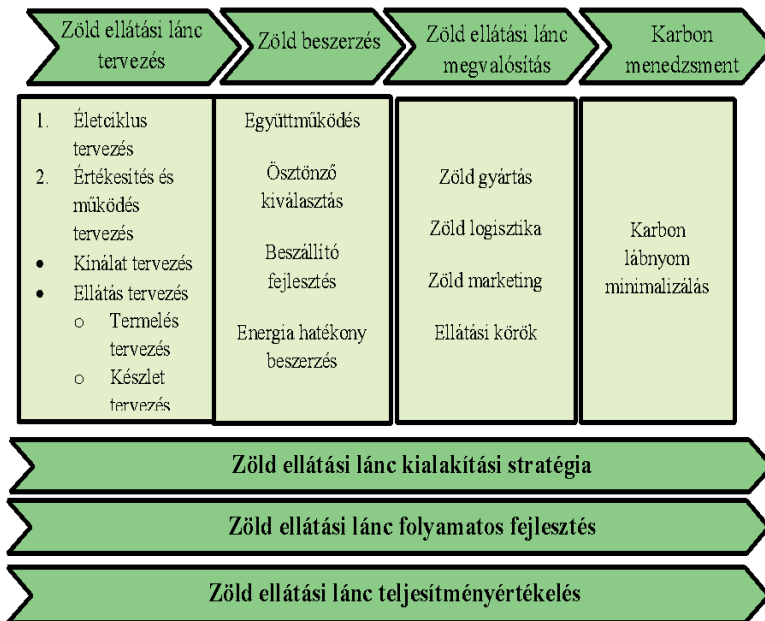 Zöld ellátási lánc
tervezés
Zöld beszerzés
Zöld ellátási lánc
megvalósítás
Karbon
menedzsment
1. Életciklus
tervezés
2. Értékesítés és
működés
tervezés
• Kínálat tervezés
• Ellátás tervezés
o Termelés
tervezés
o Készlet
tervezés
Együttműködés
Ösztönző
kiválasztás
Beszállító
fejlesztés
Energia hatékony
beszerzés
Zöld gyártás
Zöld logisztika
Zöld marketing
Ellátási körök
Karbon
lábnyom
minimalizálás
Zöld ellátási lánc kialakítási stratégia
Zöld ellátási lánc folyamatos fejlesztés
Zöld ellátási lánc teljesítményértékelés